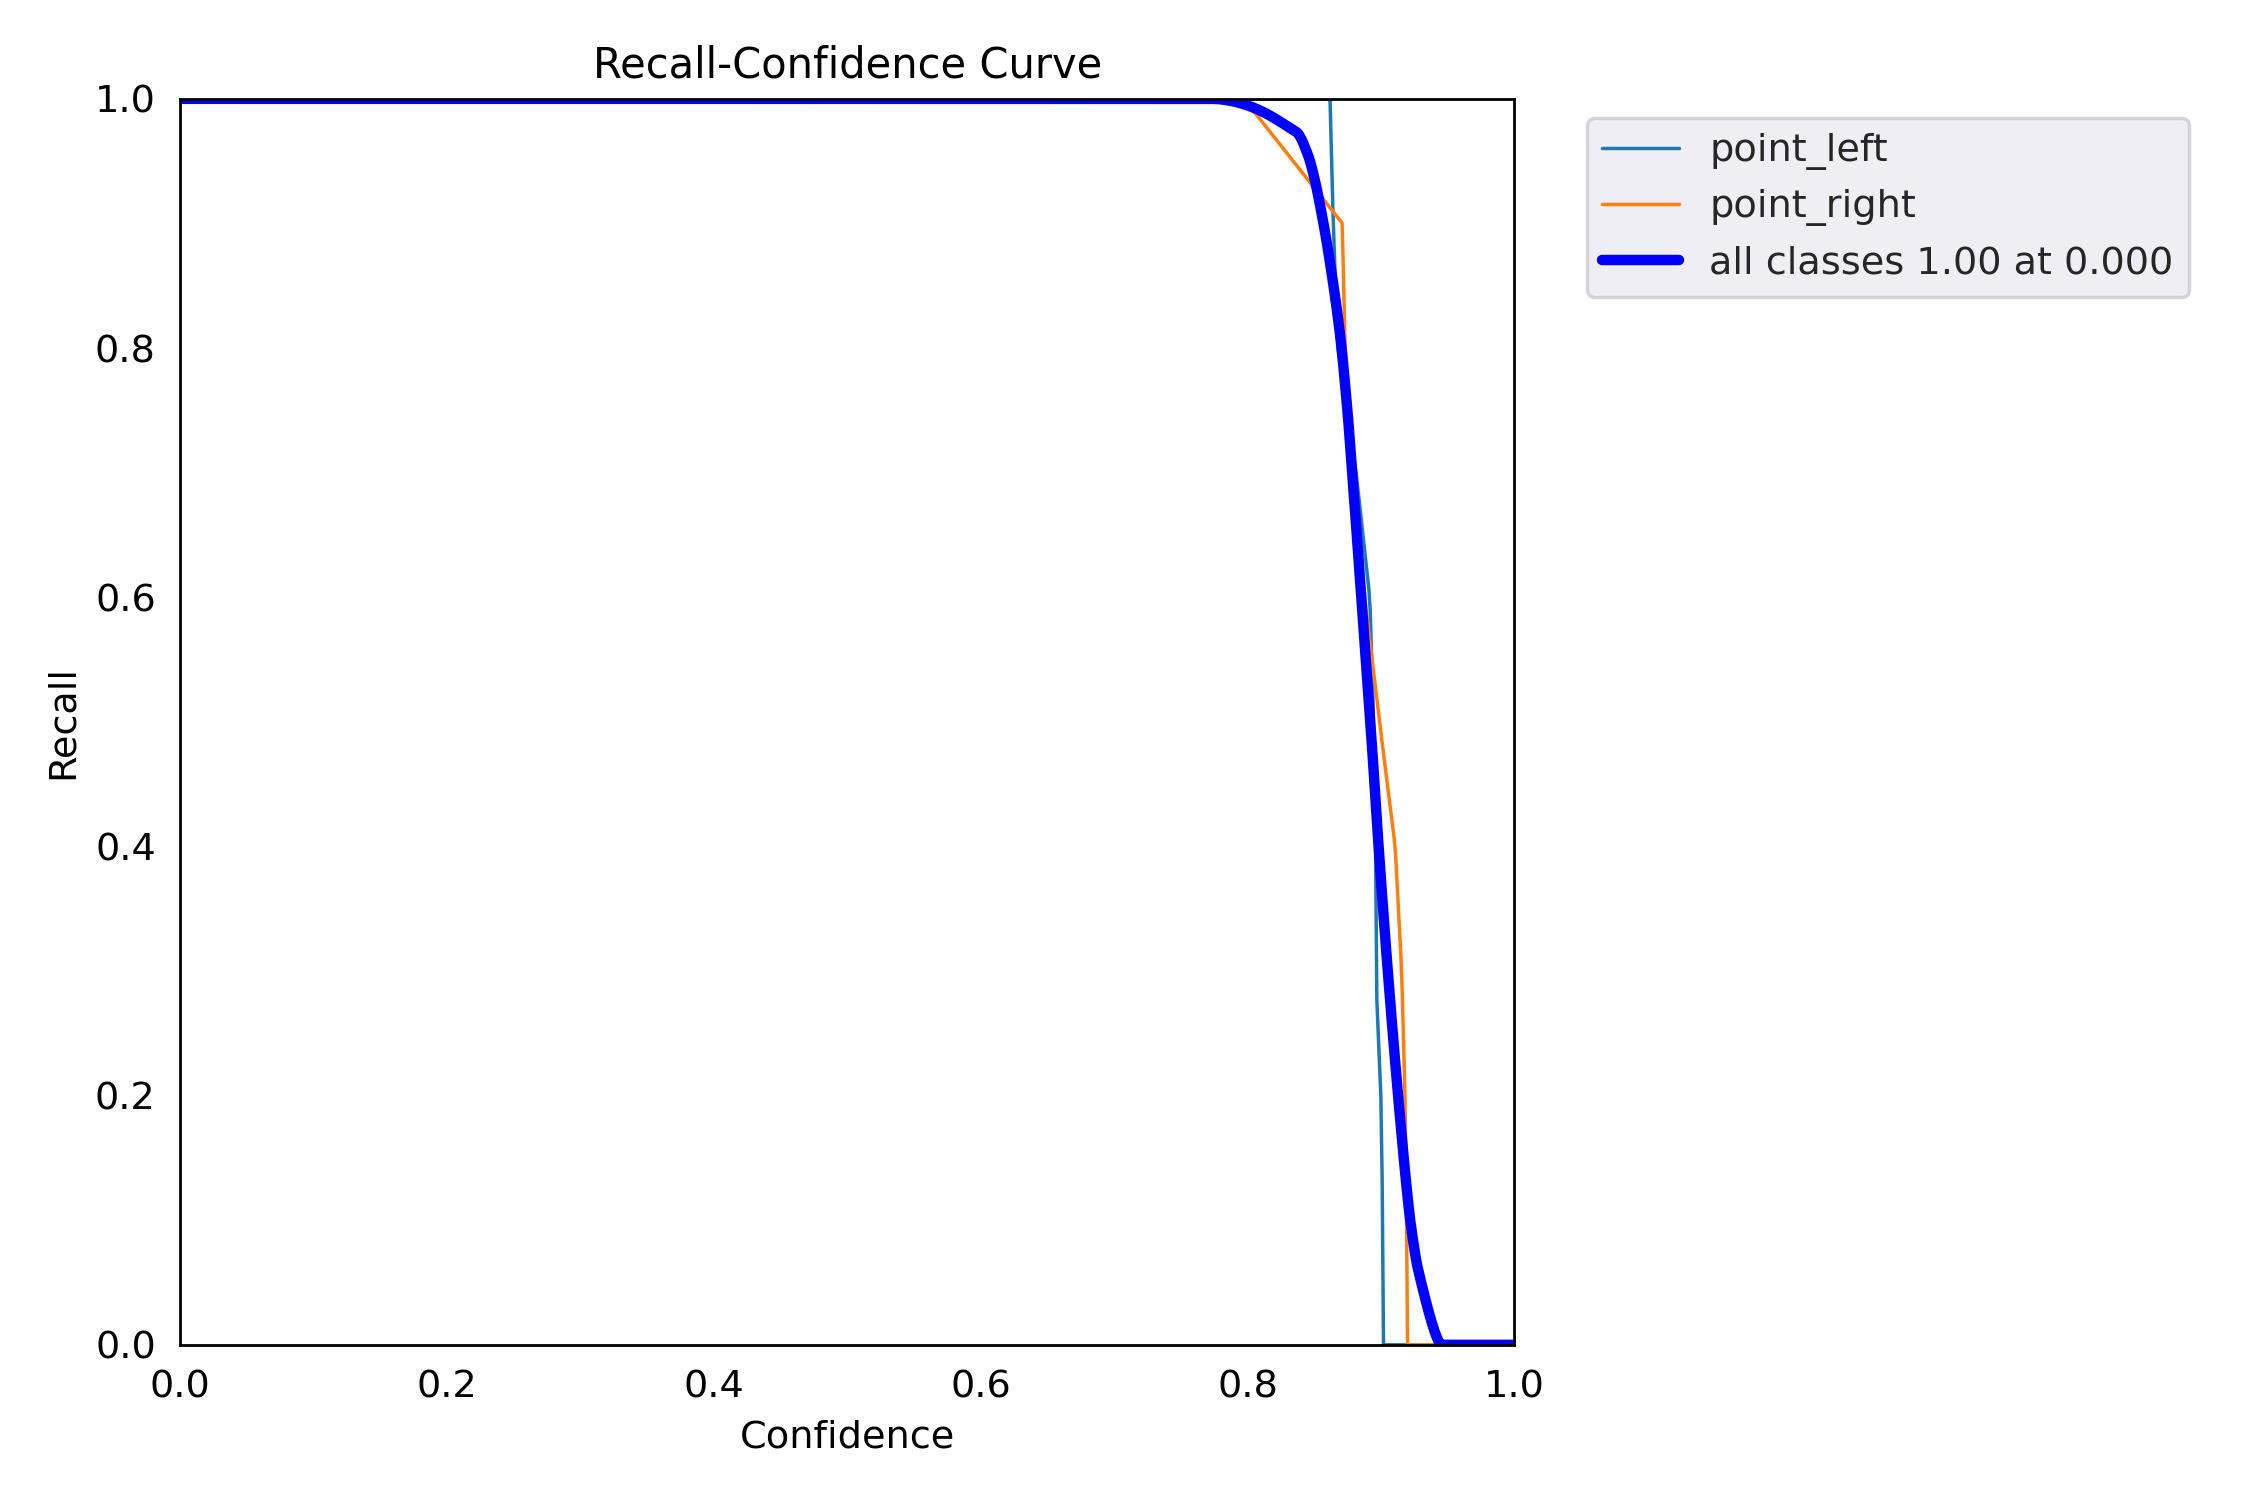 Recall-Confidence Curve
1.0
0.8
0.6
0.4
0.2
0.0
Recall
0.0 0.2 0.4 0.6 0.8 1.0
Confidence
point_left
point_right
all classes 1.00 at 0.000